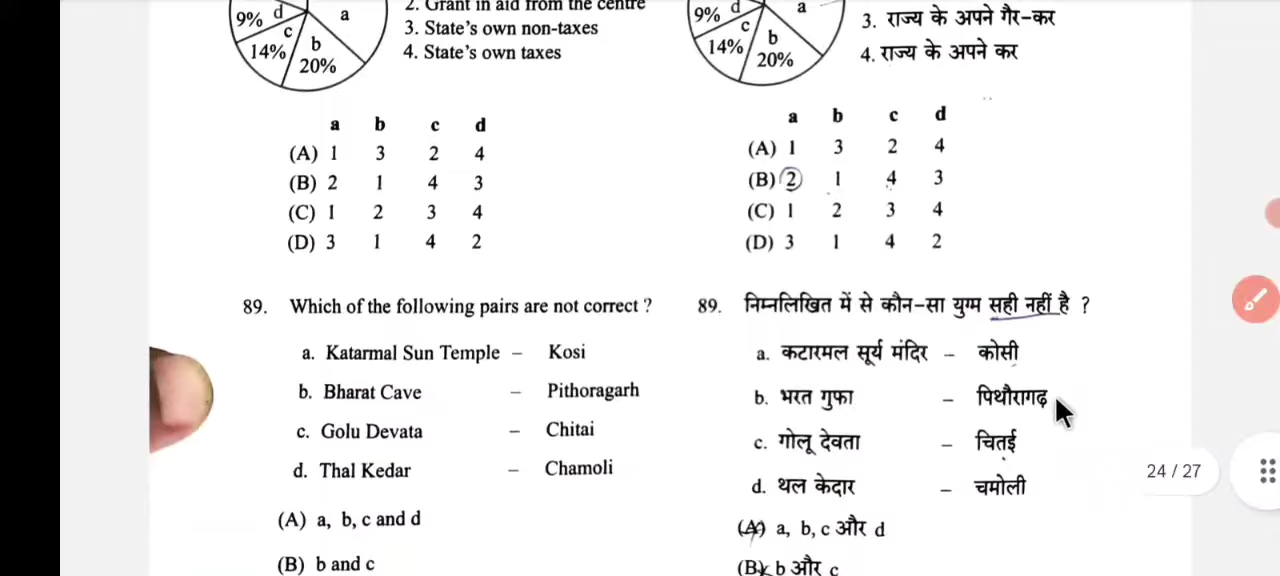 9% d a
2. Grant in aid from the centre
c
3. State's own non-taxes
14% b
4. State's own taxes
20%
a b c d
(A) 1 3 2 4
(B) 2 1 4 3
(C) 1 2 3 4
(D) 3 1 4 2
89. Which of the following pairs are not correct ?
a. Katarmal Sun Temple – Kosi
b. Bharat Cave – Pithoragarh
c. Golu Devata – Chitai
d. Thal Kedar – Chamoli
(A) a, b, c and d
(B) b and c
9% d a
3. राज्य के अपने गैर-कर
c
14% b
4. राज्य के अपने कर
20%
a b c d
(A) 1 3 2 4
(B) 2 1 4 3
(C) 1 2 3 4
(D) 3 1 4 2
89. निम्नलिखित में से कौन-सा युग्म सही नहीं है ?
a. कटारमल सूर्य मंदिर – कोसी
b. भरत गुफा – पिथौरागढ़
c. गोलू देवता – चितई
d. थल केदार – चमोली
(A) a, b, c और d
(B) b और c
24 / 27